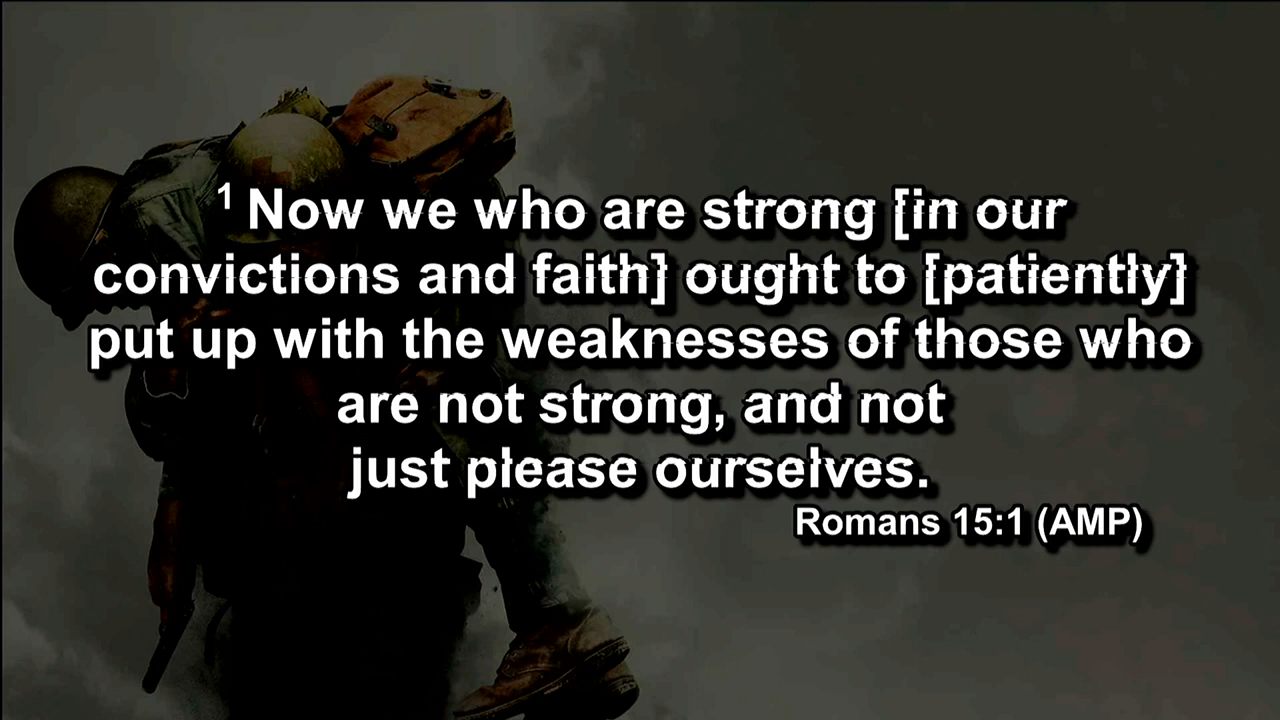 1 Now we who are strong [in our
convictions and faith] ought to [patiently]
put up with the weaknesses of those who
are not strong, and not
just please ourselves.
Romans 15:1 (AMP)